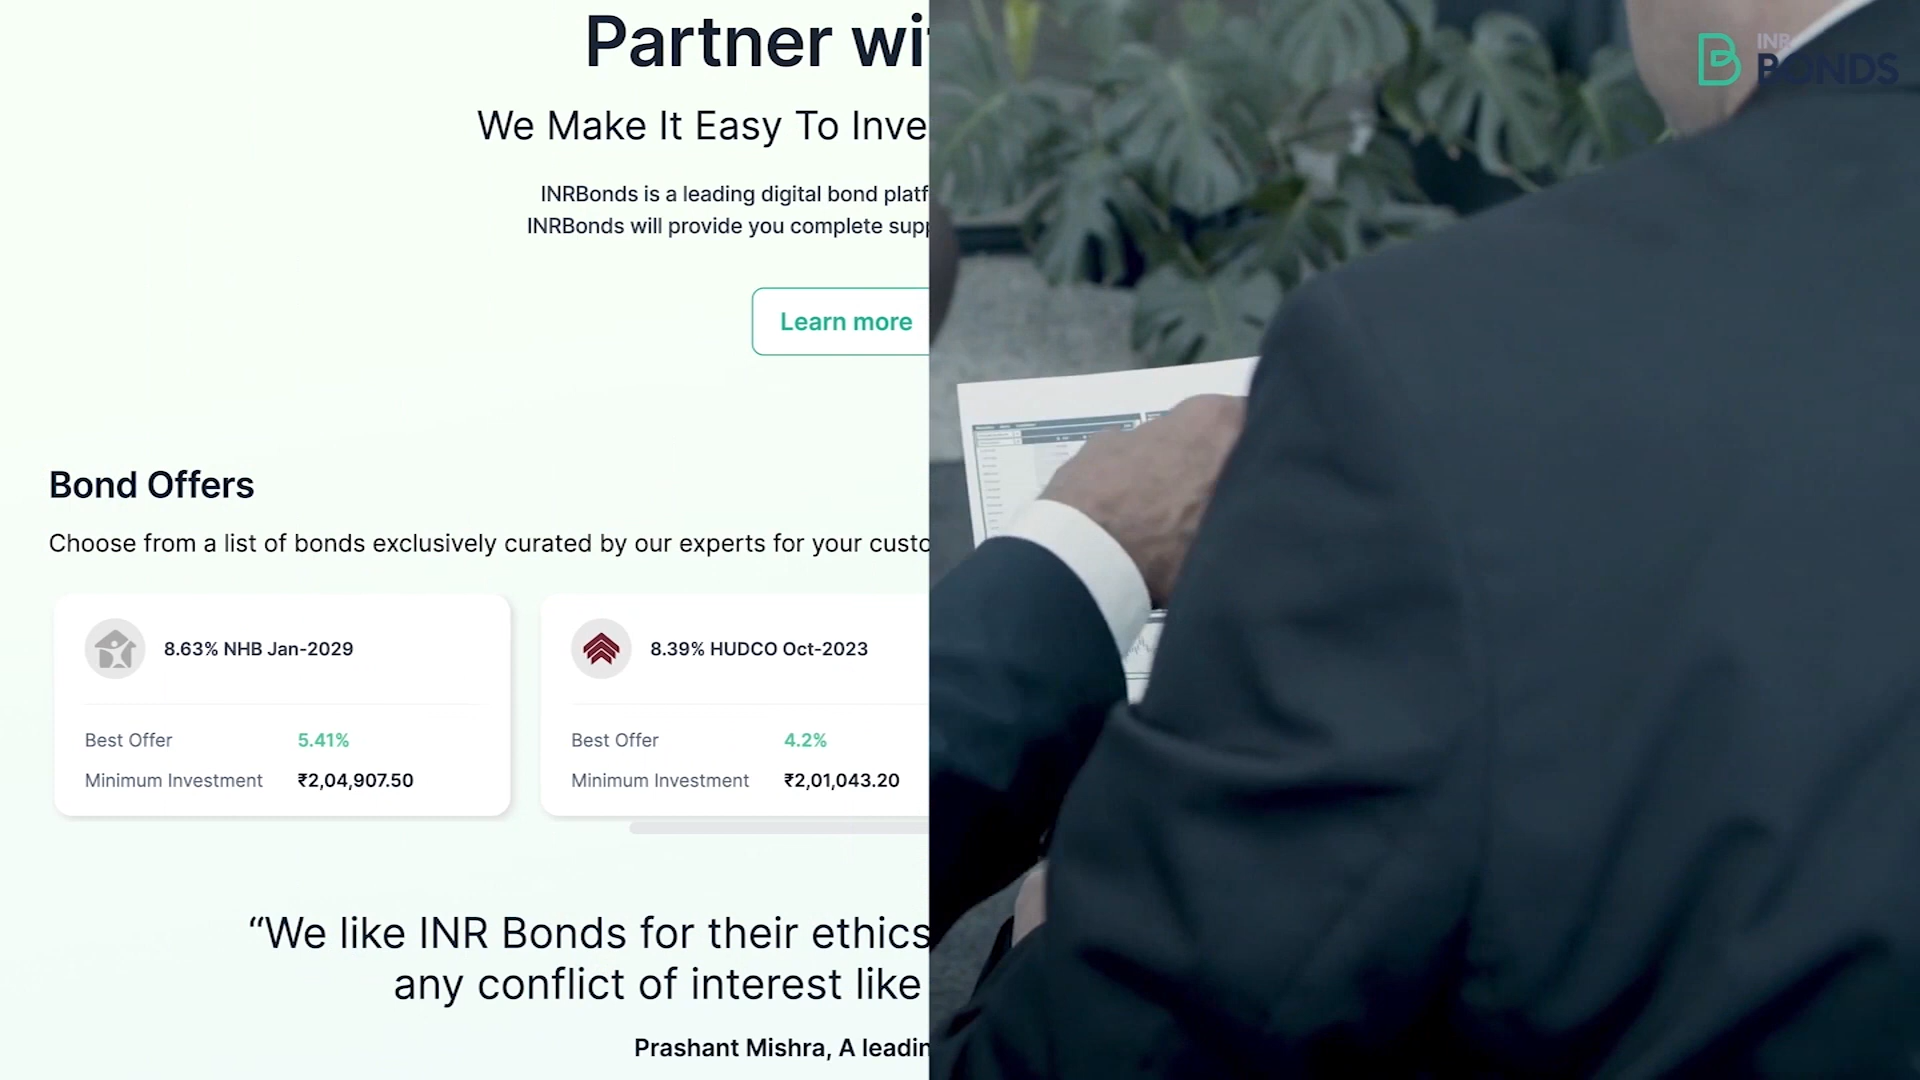 Partner wi
We Make It Easy To Inve
INRBonds is a leading digital bond platf
INRBonds will provide you complete supp
Learn more
Bond Offers
Choose from a list of bonds exclusively curated by our experts for your custo
8.63% NHB Jan-2029
Best Offer 5.41%
Minimum Investment ₹2,04,907.50
8.39% HUDCO Oct-2023
Best Offer 4.2%
Minimum Investment ₹2,01,043.20
“We like INR Bonds for their ethics
any conflict of interest like
Prashant Mishra, A leadin
INR
BONDS